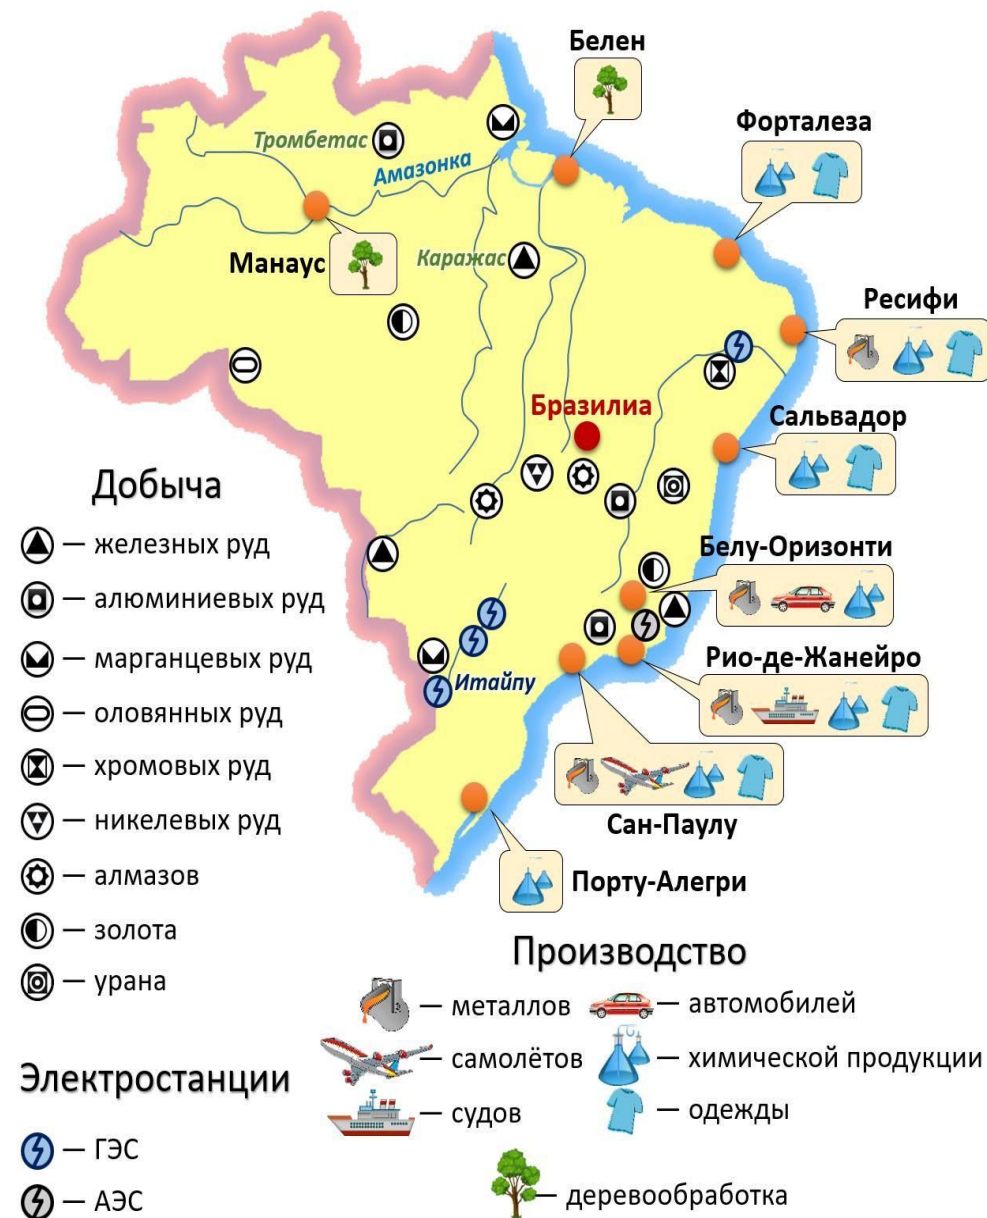 Белен
Форталеза
Тромбетас
Амазонка
Манаус
Каражас
Ресифи
Бразилиа
Сальвадор
Белу-Оризонти
Итайпу
Рио-де-Жанейро
Сан-Паулу
Порту-Алегри
Добыча
— железных руд
— алюминиевых руд
— марганцевых руд
— оловянных руд
— хромовых руд
— никелевых руд
— алмазов
— золота
— урана
Электростанции
— ГЭС
— АЭС
Производство
— металлов
— автомобилей
— самолётов
— химической продукции
— судов
— одежды
— деревообработка